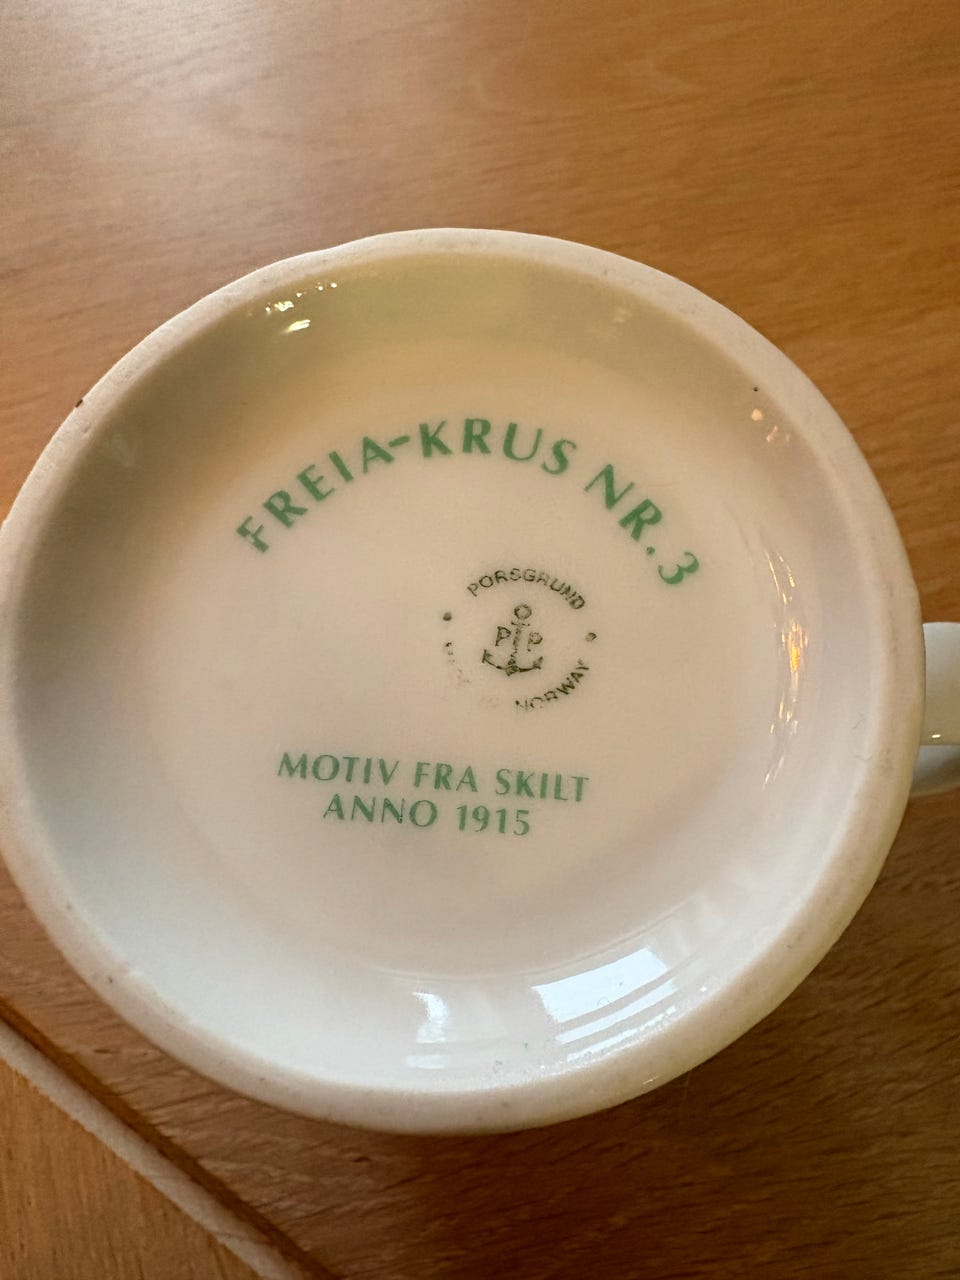 FREIA-KRUS NR. 3
PORSGRUND
P P
NORWAY
MOTIV FRA SKILT
ANNO 1915